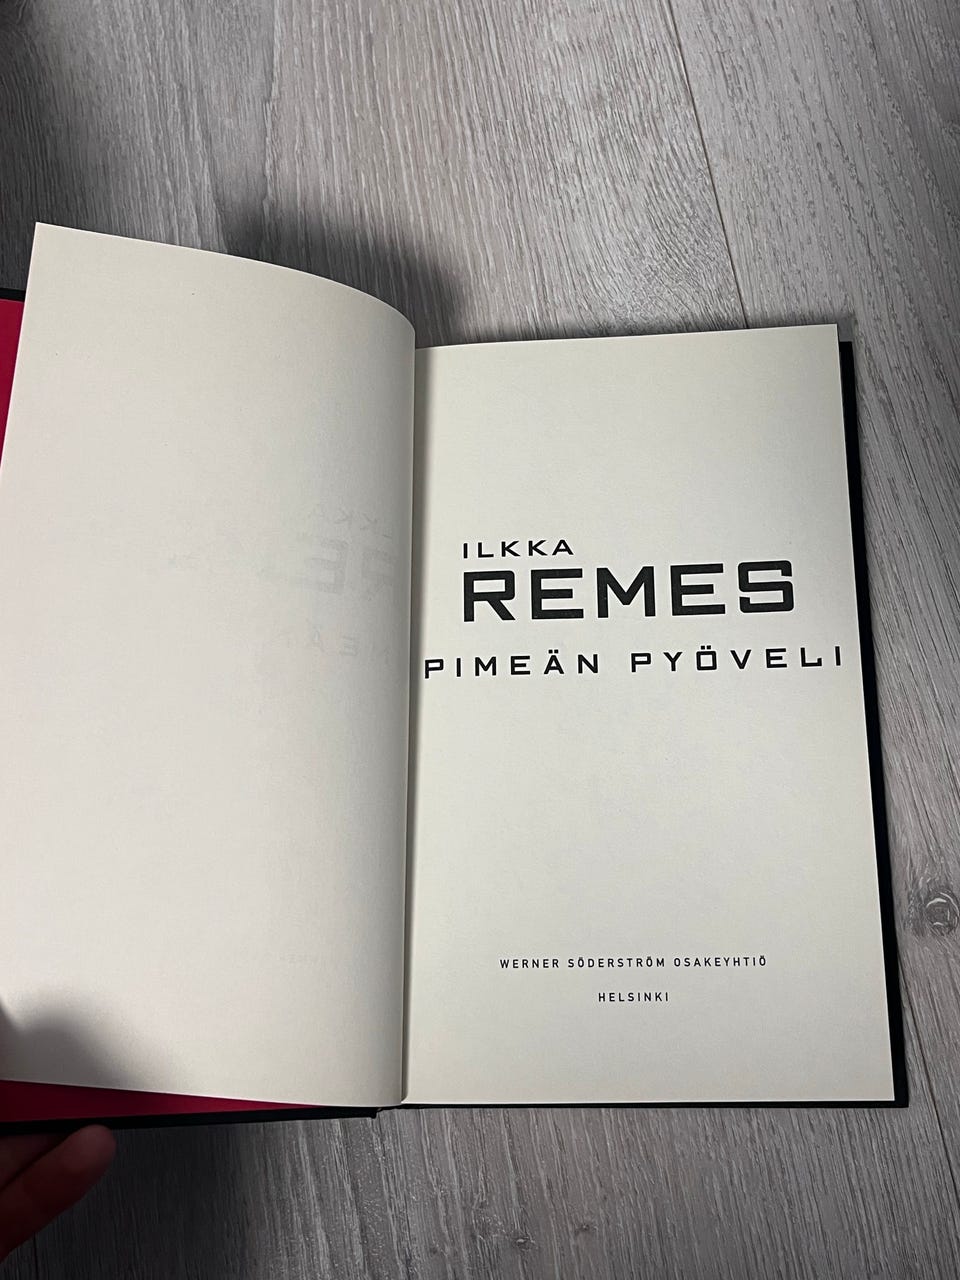 ILKKA
REMES
PIMEÄN PYÖVELI
WERNER SÖDERSTRÖM OSAKEYHTIÖ
HELSINKI